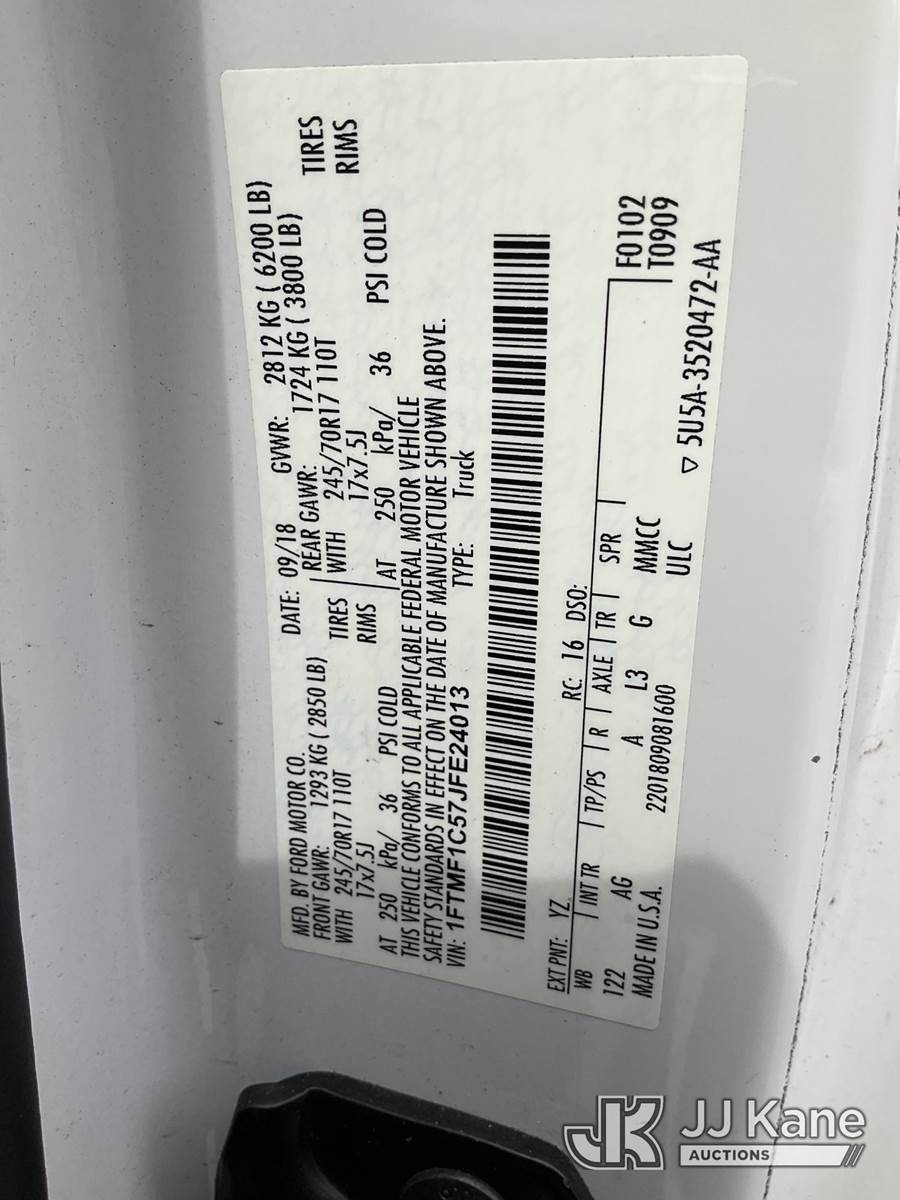 MFD. BY FORD MOTOR CO.
DATE: 09/18 GVWR: 2812 KG ( 6200 LB)
FRONT GAWR: 1293 KG ( 2850 LB) REAR GAWR: 1724 KG ( 3800 LB)
WITH 245/70R17 110T TIRES WITH 245/70R17 110T TIRES
17x7.5J RIMS 17x7.5J RIMS
AT 250 kPa/ 36 PSI COLD AT 250 kPa/ 36 PSI COLD
THIS VEHICLE CONFORMS TO ALL APPLICABLE FEDERAL MOTOR VEHICLE
SAFETY STANDARDS IN EFFECT ON THE DATE OF MANUFACTURE SHOWN ABOVE.
VIN: 1FTMF1C57JFE24013 TYPE: Truck
EXT PNT: YZ RC: 16 DSO:
WB INT TR TP/PS R AXLE TR SPR F0102
122 AG A L3 G MMCC T0909
MADE IN U.S.A. 2201809081600 ULC ▽ 5U5A-3520472-AA
JK JJ Kane
AUCTIONS